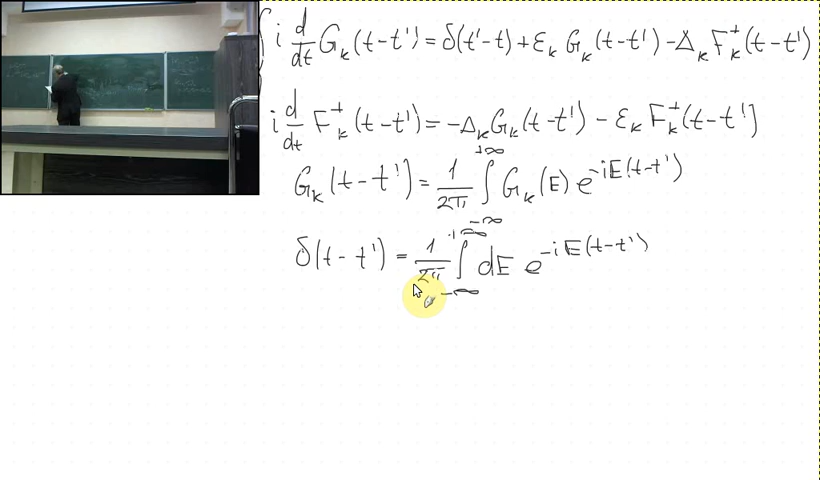 { i d/dt G_k(t-t') = δ(t'-t) + ε_k G_k(t-t') - Δ_k F_k^+(t-t')
i d/dt F_k^+(t-t') = -Δ_k G_k(t-t') - ε_k F_k^+(t-t')
G_k(t-t') = 1/2π ∫_{-∞}^{+∞} G_k(E) e^{-iE(t-t')}
δ(t-t') = 1/2π ∫_{-∞}^{+∞} dE e^{-iE(t-t')}